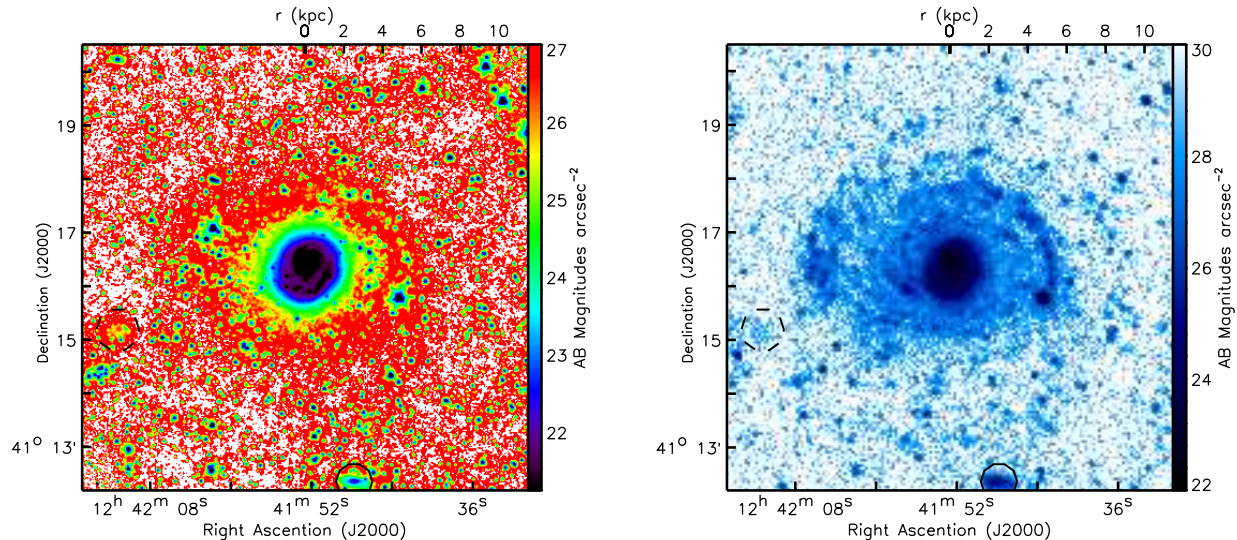 r (kpc)
0 2 4 6 8 10
27
26
25
24
23
22
AB Magnitudes arcsec⁻²
19
17
15
41° 13'
Declination (J2000)
12ʰ 42ᵐ 08ˢ 41ᵐ 52ˢ 36ˢ
Right Ascention (J2000)
r (kpc)
0 2 4 6 8 10
30
28
26
24
22
AB Magnitudes arcsec⁻²
19
17
15
41° 13'
Declination (J2000)
12ʰ 42ᵐ 08ˢ 41ᵐ 52ˢ 36ˢ
Right Ascention (J2000)